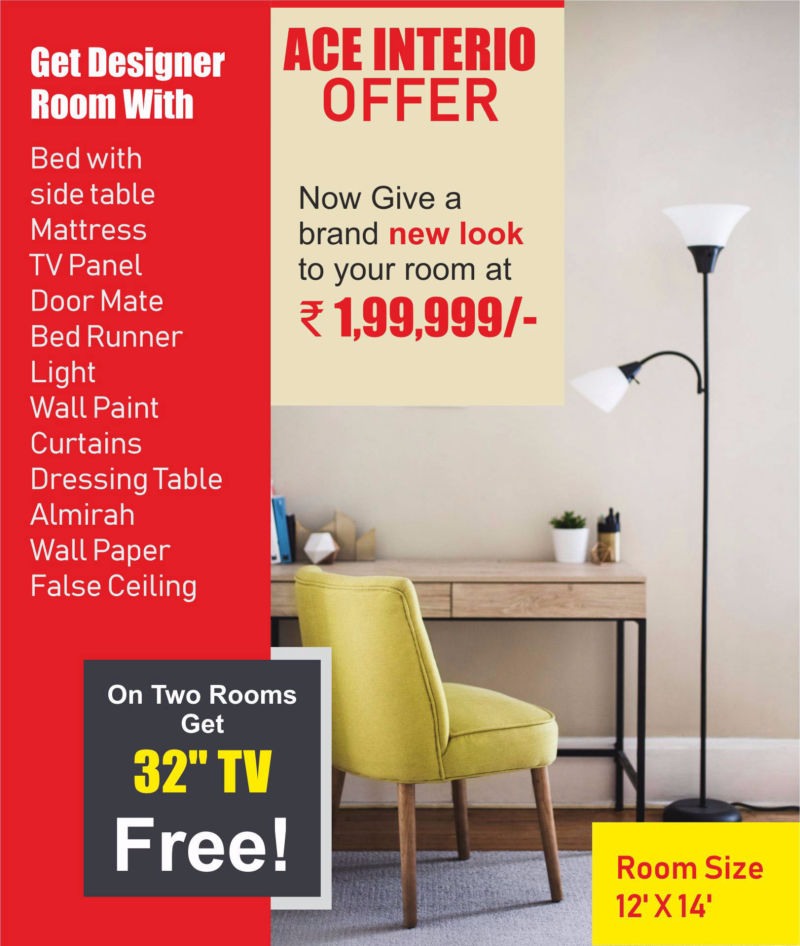 Get Designer
Room With
Bed with
side table
Mattress
TV Panel
Door Mate
Bed Runner
Light
Wall Paint
Curtains
Dressing Table
Almirah
Wall Paper
False Ceiling
On Two Rooms
Get
32" TV
Free!
ACE INTERIO
OFFER
Now Give a
brand new look
to your room at
₹ 1,99,999/-
Room Size
12' X 14'